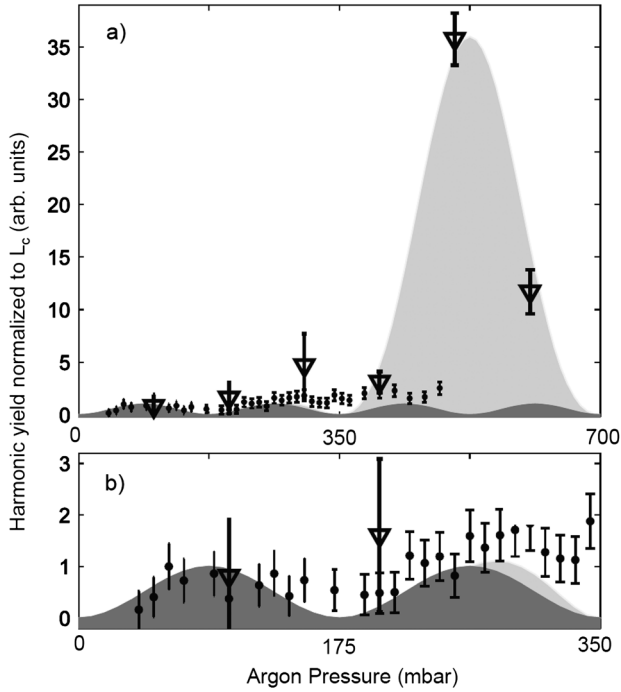 Harmonic yield normalized to Lc (arb. units)
a)
35
30
25
20
15
10
5
0
0 350 700
b)
3
2
1
0
0 175 350
Argon Pressure (mbar)